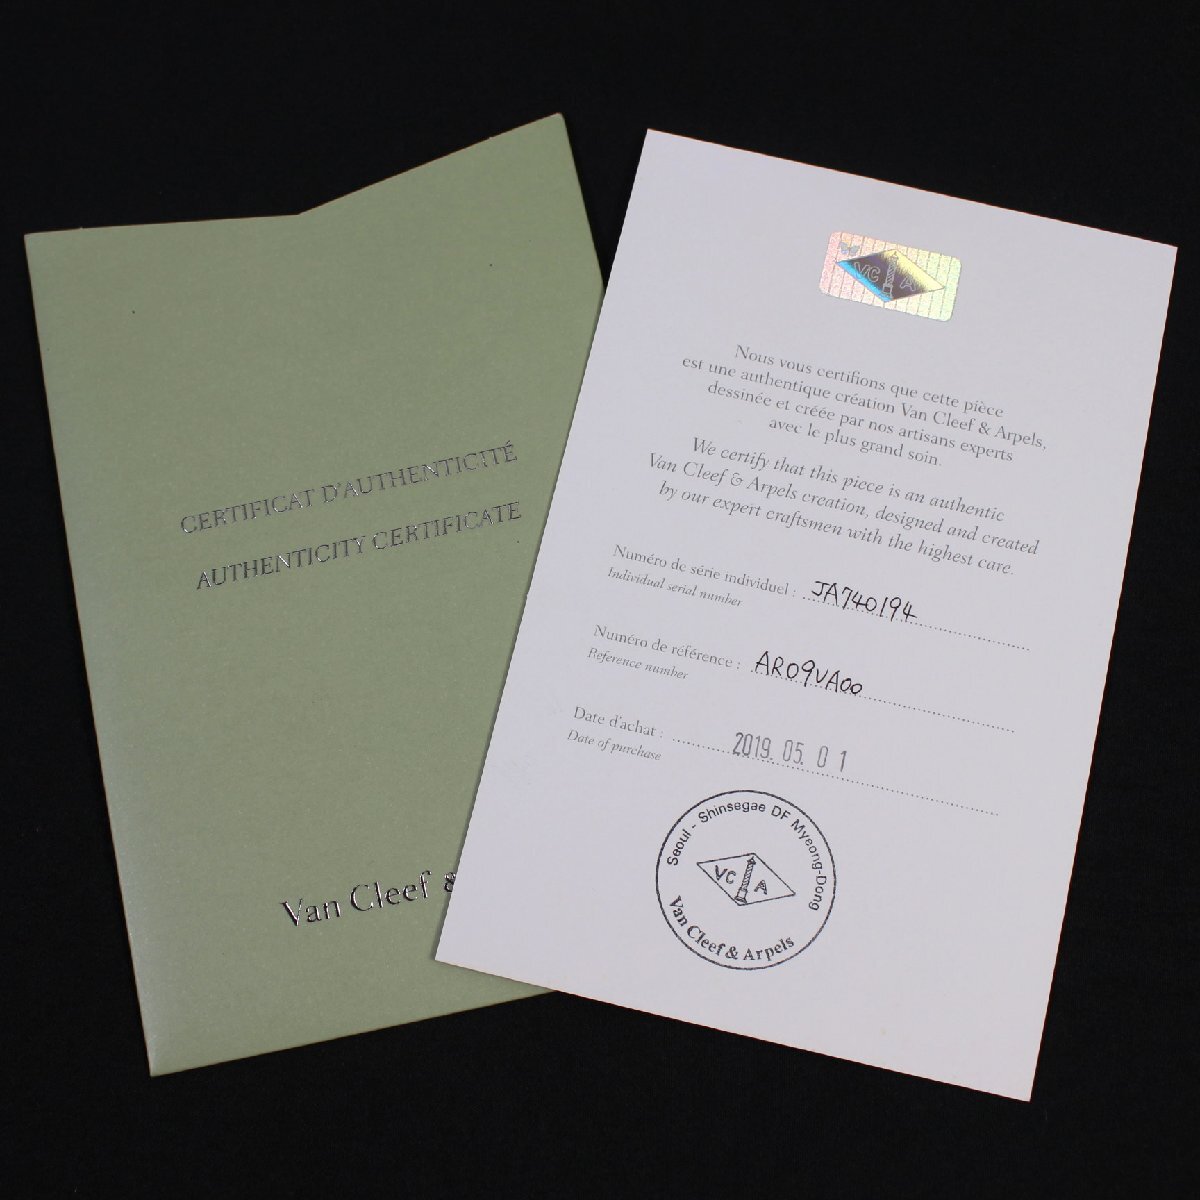 CERTIFICAT D'AUTHENTICITÉ
AUTHENTICITY CERTIFICATE
Van Cleef &
VC A
Nous vous certifions que cette pièce
est une authentique création Van Cleef & Arpels,
dessinée et créée par nos artisans experts
avec le plus grand soin.
We certify that this piece is an authentic
Van Cleef & Arpels creation, designed and created
by our expert craftsmen with the highest care.
Numéro de série individuel : JA740194
Individual serial number
Numéro de référence : ARO9VA00
Reference number
Date d'achat : 2019. 05. 01
Date of purchase
Seoul - Shinsegae DF Myeong-Dong
VC A
Van Cleef & Arpels